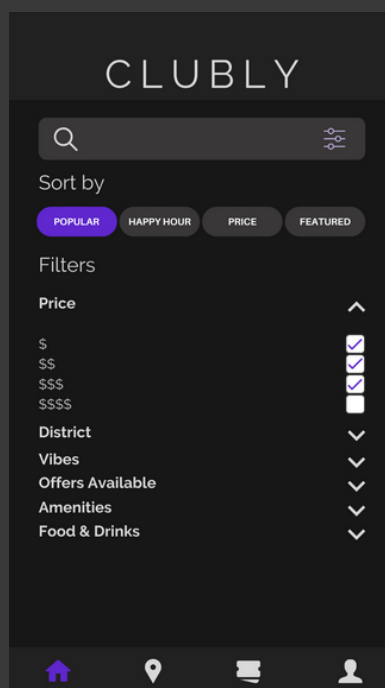 CLUBLY
Sort by
POPULAR HAPPY HOUR PRICE FEATURED
Filters
Price
$
$$
$$$
$$$$
District
Vibes
Offers Available
Amenities
Food & Drinks